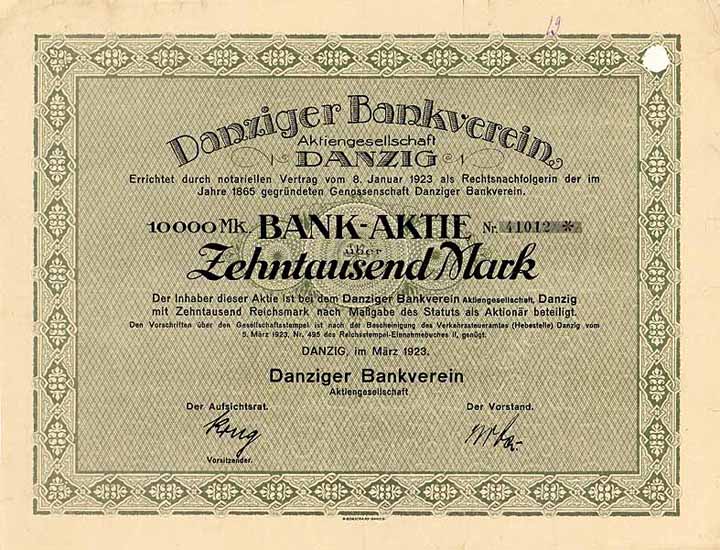 19
Danziger Bankverein
Aktiengesellschaft
DANZIG
Errichtet durch notariellen Vertrag vom 8. Januar 1923 als Rechtsnachfolgerin der im
Jahre 1865 gegründeten Genossenschaft Danziger Bankverein.
10000 Mk. BANK-AKTIE Nr. 41012 *
über
Zehntausend Mark
Der Inhaber dieser Aktie ist bei dem Danziger Bankverein Aktiengesellschaft, Danzig
mit Zehntausend Reichsmark nach Maßgabe des Statuts als Aktionär beteiligt.
Den Vorschriften über den Gesellschaftsstempel ist nach der Bescheinigung des Verkehrssteueramtes (Hebestelle) Danzig vom
5. März 1923, Nr. 495 des Reichsstempel-Einnahmebuches II, genügt.
DANZIG, im März 1923.
Danziger Bankverein
Aktiengesellschaft
Der Aufsichtsrat. Der Vorstand.
Vorsitzender.